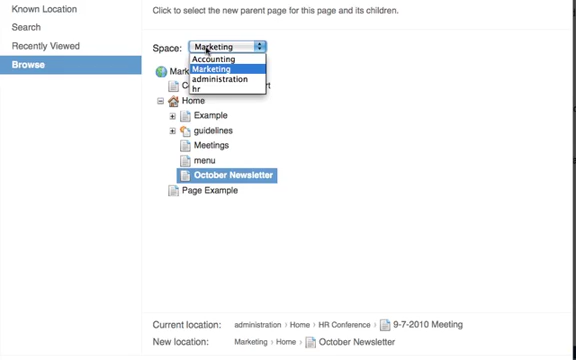 Known Location
Click to select the new parent page for this page and its children.
Search
Recently Viewed
Browse
Space: Marketing
Accounting
Marketing
administration
hr
Home
Example
guidelines
Meetings
menu
October Newsletter
Page Example
Current location: administration › Home › HR Conference › 9-7-2010 Meeting
New location: Marketing › Home › October Newsletter